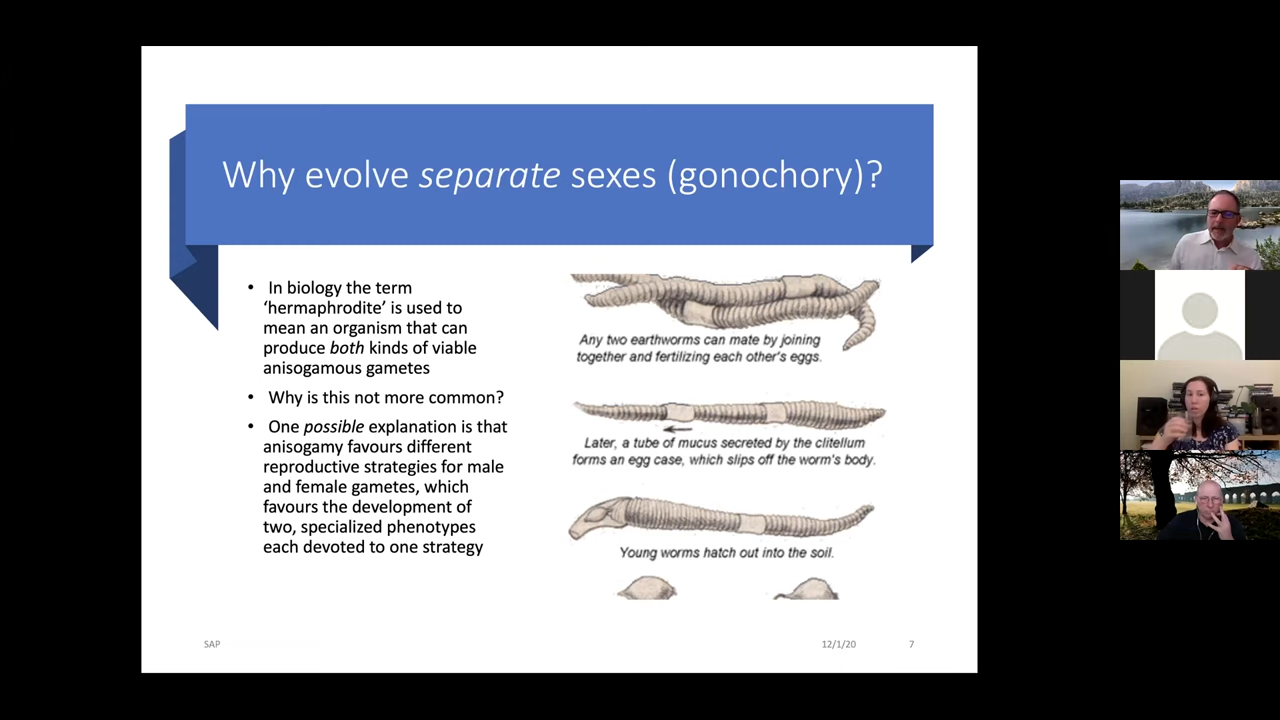 Why evolve separate sexes (gonochory)?
• In biology the term
‘hermaphrodite’ is used to
mean an organism that can
produce both kinds of viable
anisogamous gametes
• Why is this not more common?
• One possible explanation is that
anisogamy favours different
reproductive strategies for male
and female gametes, which
favours the development of
two, specialized phenotypes
each devoted to one strategy
Any two earthworms can mate by joining
together and fertilizing each other's eggs.
Later, a tube of mucus secreted by the clitellum
forms an egg case, which slips off the worm's body.
Young worms hatch out into the soil.
SAP
12/1/20
7